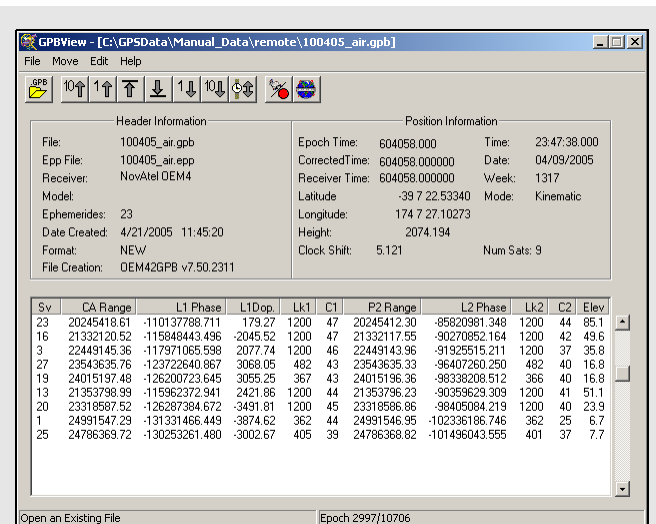 GPBView - [C:\GPSData\Manual_Data\remote\100405_air.gpb]
File Move Edit Help
.GPB 10 1 1 10
Header Information
File: 100405_air.gpb
Epp File: 100405_air.epp
Receiver: NovAtel OEM4
Model:
Ephemerides: 23
Date Created: 4/21/2005 11:45:20
Format: NEW
File Creation: OEM42GPB v7.50.2311
Position Information
Epoch Time: 604058.000 Time: 23:47:38.000
CorrectedTime: 604058.000000 Date: 04/09/2005
Receiver Time: 604058.000000 Week: 1317
Latitude -39 7 22.53340 Mode: Kinematic
Longitude: 174 7 27.10273
Height: 2074.194
Clock Shift: 5.121 Num Sats: 9
Sv CA Range L1 Phase L1Dop. Lk1 C1 P2 Range L2 Phase Lk2 C2 Elev
23 20245418.61 -110137788.711 179.27 1200 47 20245412.30 -85820981.348 1200 44 85.1
16 21332120.52 -115848443.496 -2045.52 1200 47 21332117.55 -90270852.164 1200 42 49.6
3 22449145.36 -117971065.598 2077.74 1200 46 22449143.96 -91925515.211 1200 37 35.8
27 23543635.76 -123722640.867 3068.05 482 43 23543635.33 -96407260.250 482 40 16.8
19 24015197.48 -126200723.645 3055.25 367 43 24015196.36 -98338208.512 366 40 16.8
13 21353798.99 -115962372.941 2421.86 1200 44 21353796.23 -90359629.309 1200 41 51.1
20 23318587.52 -126287384.672 -3491.81 1200 45 23318586.86 -98405084.219 1200 40 23.9
1 24991547.29 -131331466.449 -3874.62 362 44 24991546.95 -102336186.746 362 25 6.7
25 24786369.72 -130253261.480 -3002.67 405 39 24786368.82 -101496043.555 401 37 7.7
Open an Existing File
Epoch 2997/10706